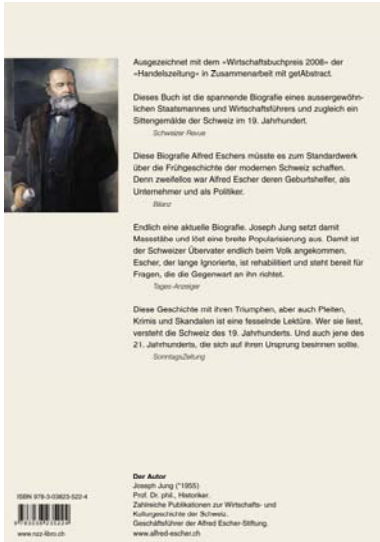 Ausgezeichnet mit dem «Wirtschaftsbuchpreis 2008» der
«Handelszeitung» in Zusammenarbeit mit getAbstract.
Dieses Buch ist die spannende Biografie eines aussergewöhn-
lichen Staatsmannes und Wirtschaftsführers und zugleich ein
Sittengemälde der Schweiz im 19. Jahrhundert.
Schweizer Revue
Diese Biografie Alfred Eschers müsste es zum Standardwerk
über die Frühgeschichte der modernen Schweiz schaffen.
Denn zweifellos war Alfred Escher deren Geburtshelfer, als
Unternehmer und als Politiker.
Bilanz
Endlich eine aktuelle Biografie. Joseph Jung setzt damit
Massstäbe und löst eine breite Popularisierung aus. Damit ist
der Schweizer Übervater endlich beim Volk angekommen.
Escher, der lange Ignorierte, ist rehabilitiert und steht bereit für
Fragen, die die Gegenwart an ihn richtet.
Tages-Anzeiger
Diese Geschichte mit ihren Triumphen, aber auch Pleiten,
Krimis und Skandalen ist eine fesselnde Lektüre. Wer sie liest,
versteht die Schweiz des 19. Jahrhunderts. Und auch jene des
21. Jahrhunderts, die sich auf ihren Ursprung besinnen sollte.
SonntagsZeitung
Der Autor
Joseph Jung (*1955)
Prof. Dr. phil., Historiker.
Zahlreiche Publikationen zur Wirtschafts- und
Kulturgeschichte der Schweiz.
Geschäftsführer der Alfred Escher-Stiftung.
www.alfred-escher.ch
ISBN 978-3-03823-522-4
9 783038 235224
www.nzz-libro.ch